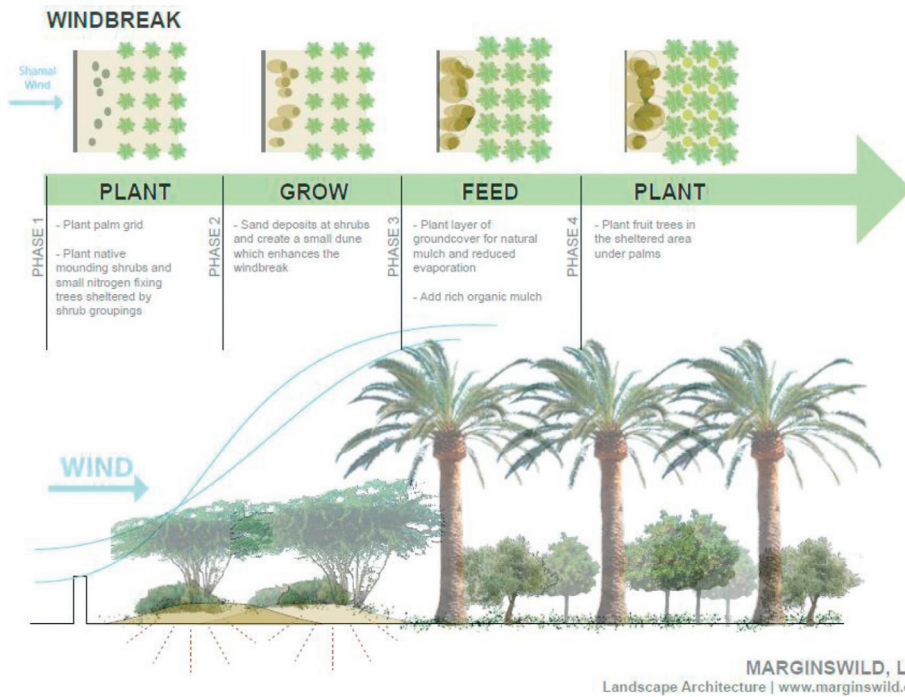 WINDBREAK
Shamal
Wind
PLANT
GROW
FEED
PLANT
PHASE 1
- Plant palm grid
- Plant native
mounding shrubs and
small nitrogen fixing
trees sheltered by
shrub groupings
PHASE 2
- Sand deposits at shrubs
and create a small dune
which enhances the
windbreak
PHASE 3
- Plant layer of
groundcover for natural
mulch and reduced
evaporation
- Add rich organic mulch
PHASE 4
- Plant fruit trees in
the sheltered area
under palms
WIND
MARGINSWILD, L
Landscape Architecture | www.marginswild.